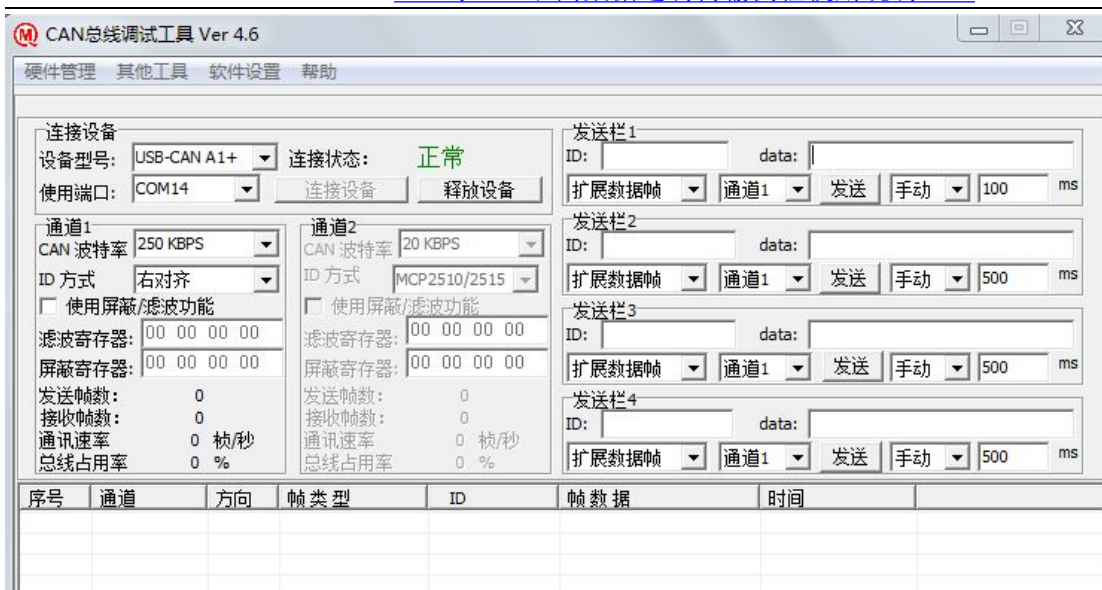 CAN总线调试工具 Ver 4.6
硬件管理 其他工具 软件设置 帮助
连接设备
设备型号: USB-CAN A1+ 连接状态: 正常
使用端口: COM14 连接设备 释放设备
通道1
CAN 波特率 250 KBPS
ID 方式 右对齐
使用屏蔽/滤波功能
滤波寄存器: 00 00 00 00
屏蔽寄存器: 00 00 00 00
发送帧数: 0
接收帧数: 0
通讯速率 0 桢/秒
总线占用率 0 %
通道2
CAN 波特率 20 KBPS
ID 方式 MCP2510/2515
使用屏蔽/滤波功能
滤波寄存器: 00 00 00 00
屏蔽寄存器: 00 00 00 00
发送帧数: 0
接收帧数: 0
通讯速率 0 桢/秒
总线占用率 0 %
发送栏1
ID: data:
扩展数据帧 通道1 发送 手动 100 ms
发送栏2
ID: data:
扩展数据帧 通道1 发送 手动 500 ms
发送栏3
ID: data:
扩展数据帧 通道1 发送 手动 500 ms
发送栏4
ID: data:
扩展数据帧 通道1 发送 手动 500 ms
序号 通道 方向 帧类型 ID 帧数据 时间